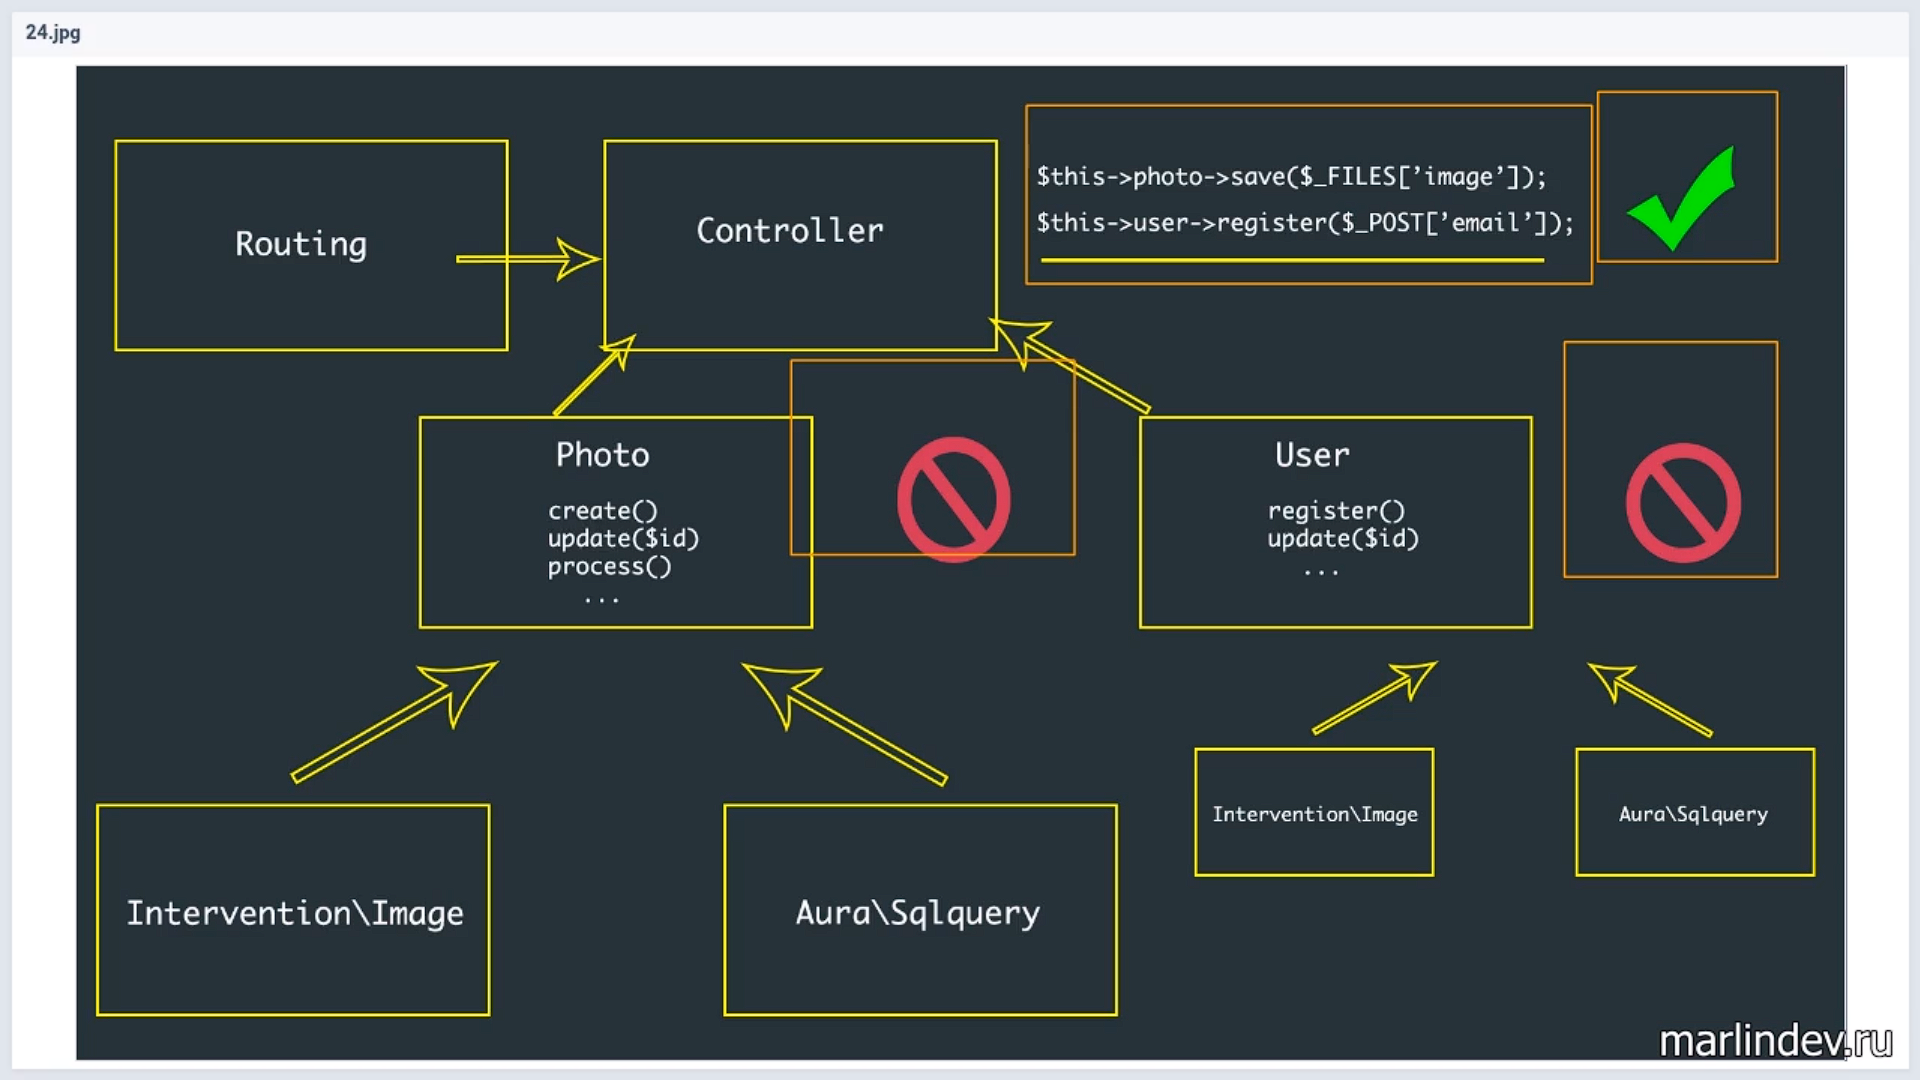 24.jpg
Routing
Controller
$this->photo->save($_FILES[’image’]);
$this->user->register($_POST[’email’]);
Photo
create()
update($id)
process()
...
User
register()
update($id)
...
Intervention\Image
Aura\Sqlquery
Intervention\Image
Aura\Sqlquery
marlindev.ru